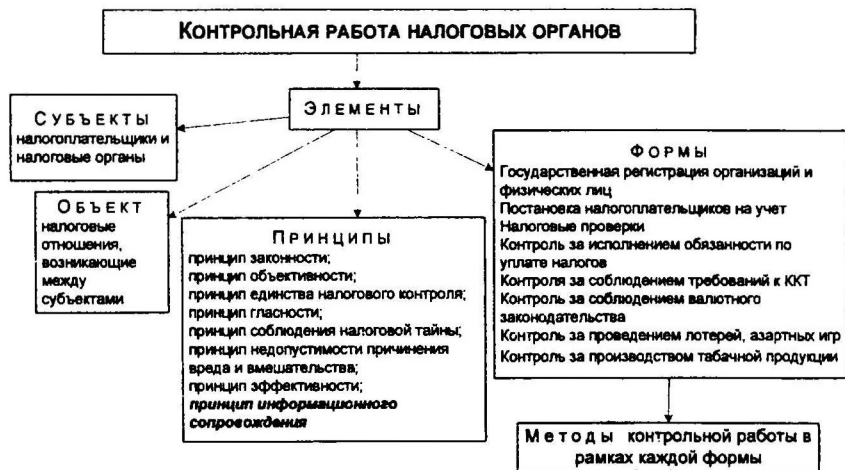 КОНТРОЛЬНАЯ РАБОТА НАЛОГОВЫХ ОРГАНОВ
ЭЛЕМЕНТЫ
СУБЪЕКТЫ
налогоплательщики и
налоговые органы
ОБЪЕКТ
налоговые
отношения,
возникающие
между
субъектами
ПРИНЦИПЫ
принцип законности;
принцип объективности;
принцип единства налогового контроля;
принцип гласности;
принцип соблюдения налоговой тайны;
принцип недопустимости причинения
вреда и вмешательства;
принцип эффективности;
принцип информационного
сопровождения
ФОРМЫ
Государственная регистрация организаций и
физических лиц
Постановка налогоплательщиков на учет
Налоговые проверки
Контроль за исполнением обязанности по
уплате налогов
Контроля за соблюдением требований к ККТ
Контроль за соблюдением валютного
законодательства
Контроль за проведением лотерей, азартных игр
Контроль за производством табачной продукции
Методы контрольной работы в
рамках каждой формы